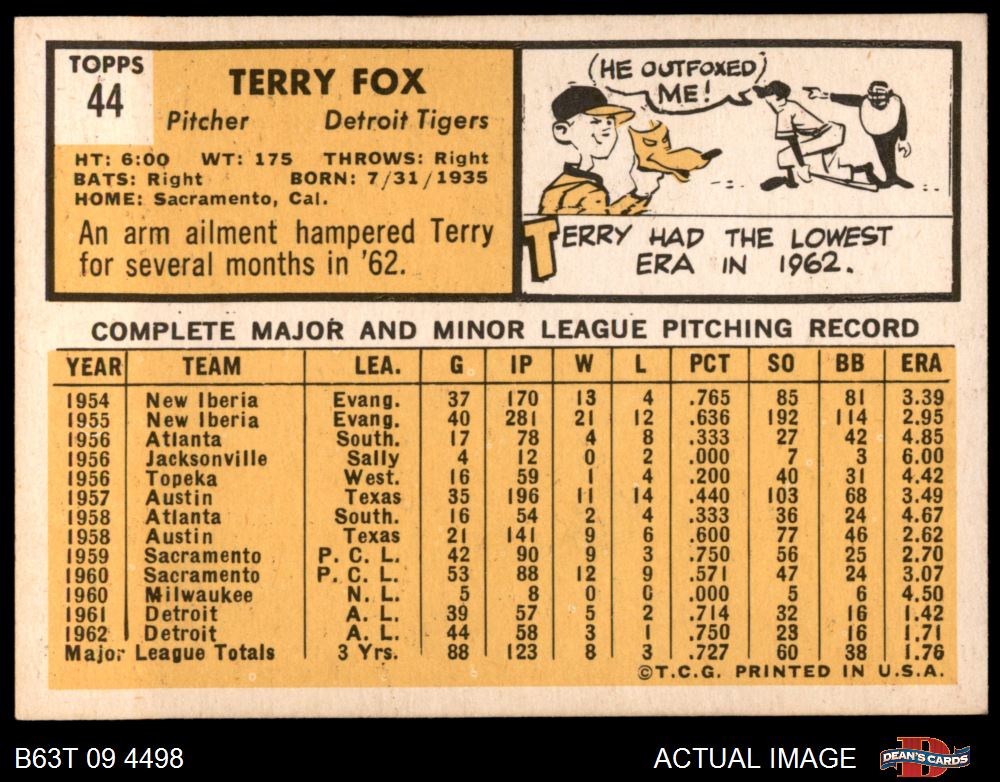 TOPPS
44
TERRY FOX
Pitcher Detroit Tigers
HT: 6:00 WT: 175 THROWS: Right
BATS: Right BORN: 7/31/1935
HOME: Sacramento, Cal.
An arm ailment hampered Terry
for several months in '62.
(HE OUTFOXED)
ME!
TERRY HAD THE LOWEST
ERA IN 1962.
COMPLETE MAJOR AND MINOR LEAGUE PITCHING RECORD
YEAR TEAM LEA. G IP W L PCT SO BB ERA
1954 New Iberia Evang. 37 170 13 4 .765 85 81 3.39
1955 New Iberia Evang. 40 281 21 12 .636 192 114 2.95
1956 Atlanta South. 17 78 4 8 .333 27 42 4.85
1956 Jacksonville Sally 4 12 0 2 .000 7 3 6.00
1956 Topeka West. 16 59 1 4 .200 40 31 4.42
1957 Austin Texas 35 196 11 14 .440 103 68 3.49
1958 Atlanta South. 16 54 2 4 .333 36 24 4.67
1958 Austin Texas 21 141 9 6 .600 77 46 2.62
1959 Sacramento P. C. L. 42 90 9 3 .750 56 25 2.70
1960 Sacramento P. C. L. 53 88 12 9 .571 47 24 3.07
1960 Milwaukee N. L. 5 8 0 0 .000 5 6 4.50
1961 Detroit A. L. 39 57 5 2 .714 32 16 1.42
1962 Detroit A. L. 44 58 3 1 .750 23 16 1.71
Major League Totals 3 Yrs. 88 123 8 3 .727 60 38 1.76
©T.C.G. PRINTED IN U.S.A.
B63T 09 4498 ACTUAL IMAGE DEAN'S CARDS